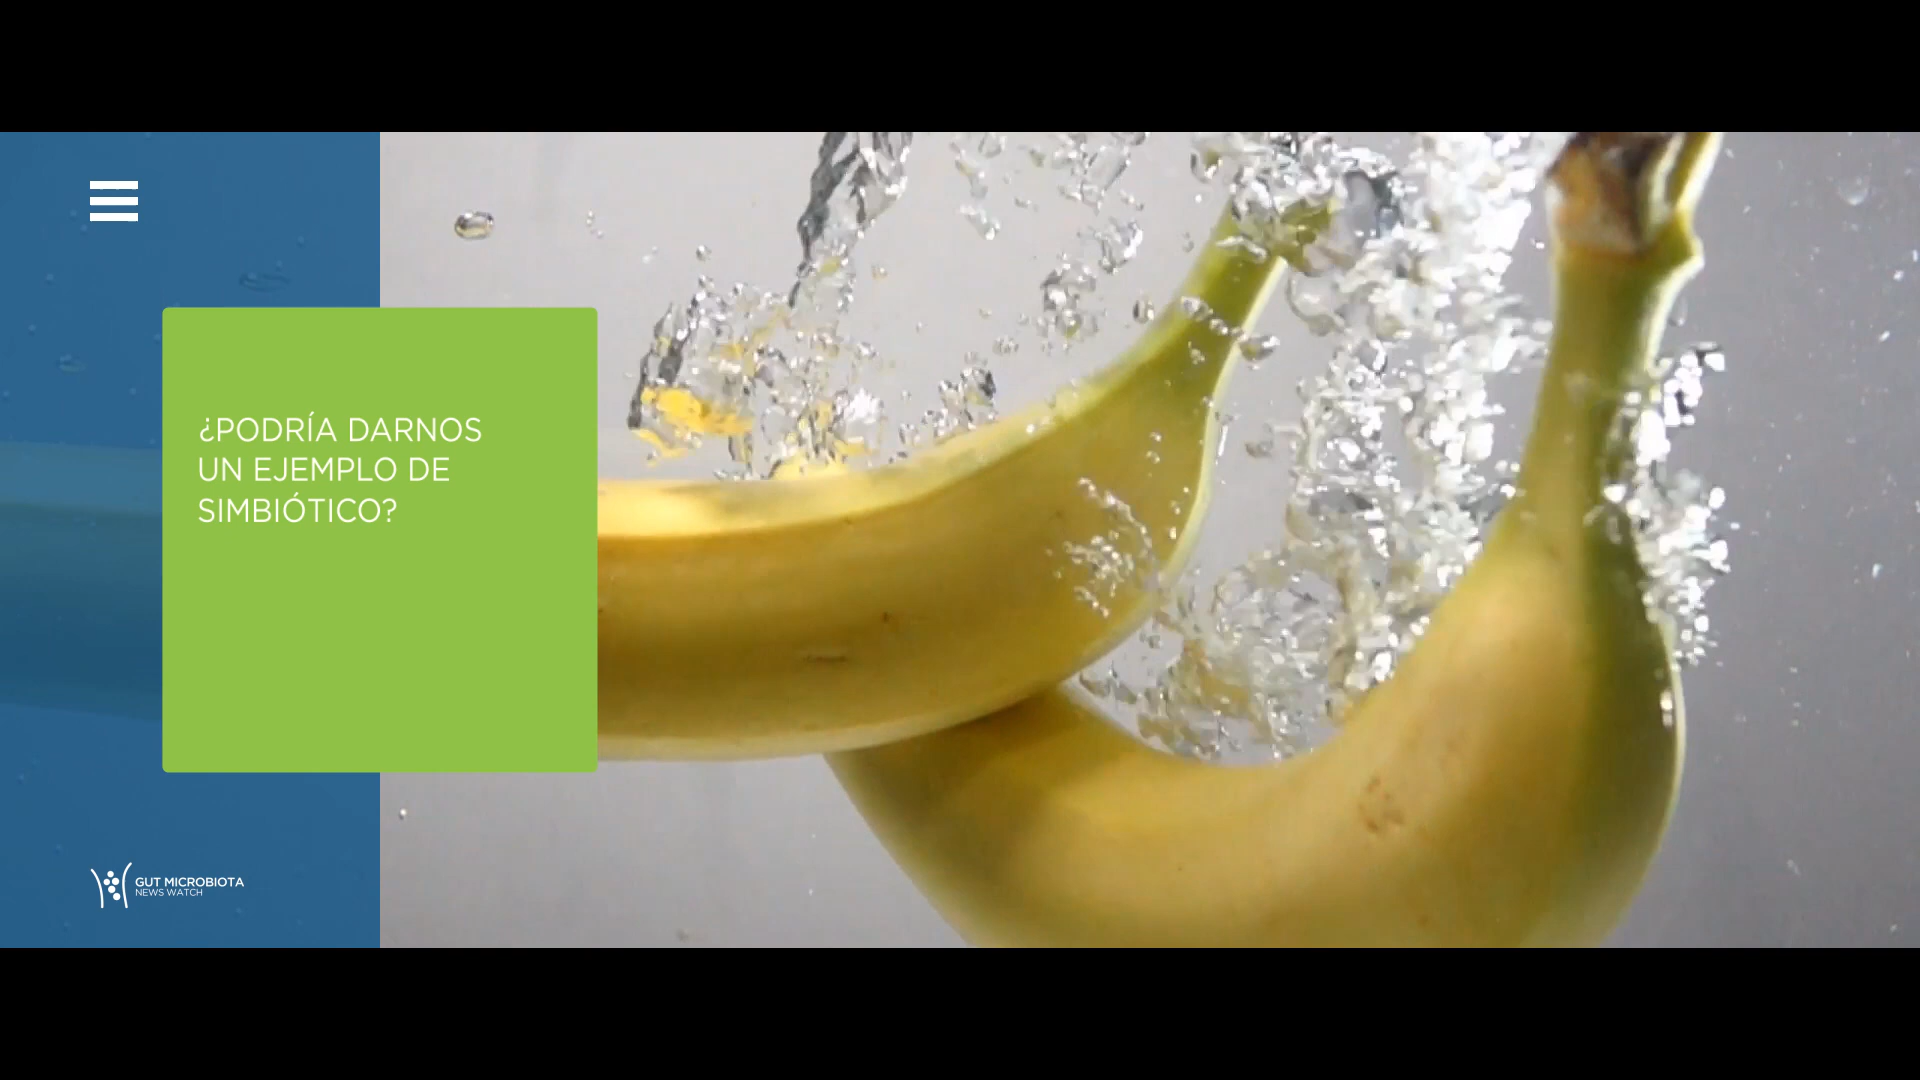 ¿PODRÍA DARNOS
UN EJEMPLO DE
SIMBIÓTICO?
GUT MICROBIOTA
NEWS WATCH